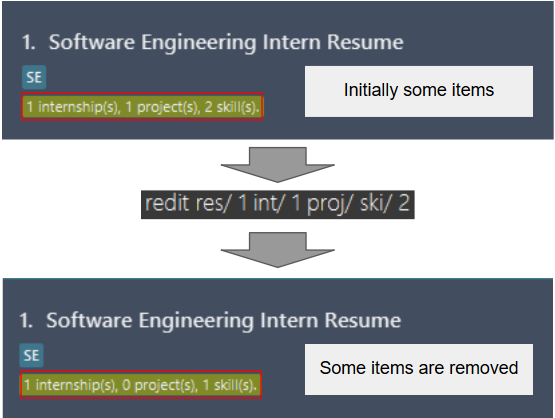 1. Software Engineering Intern Resume
SE
1 internship(s), 1 project(s), 2 skill(s).
Initially some items
redit res/ 1 int/ 1 proj/ ski/ 2
1. Software Engineering Intern Resume
SE
1 internship(s), 0 project(s), 1 skill(s).
Some items are removed